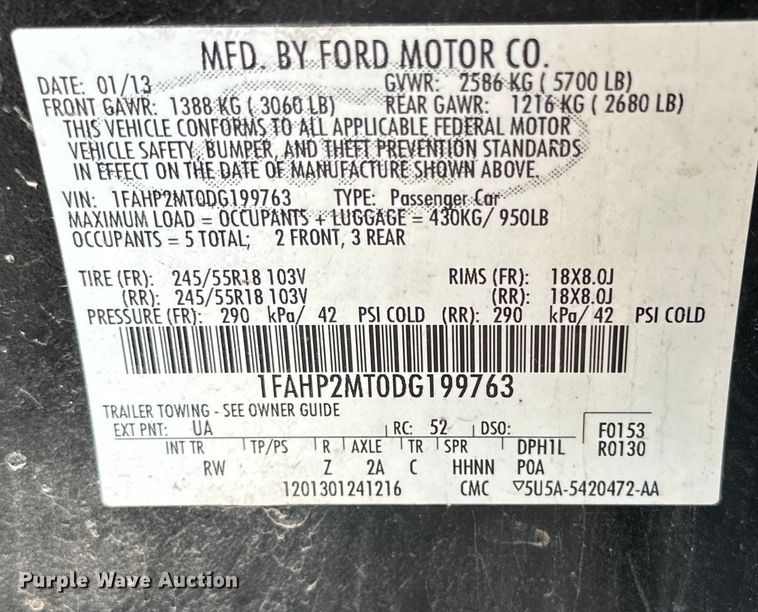 MFD. BY FORD MOTOR CO.
DATE: 01/13 GVWR: 2586 KG ( 5700 LB)
FRONT GAWR: 1388 KG ( 3060 LB) REAR GAWR: 1216 KG ( 2680 LB)
THIS VEHICLE CONFORMS TO ALL APPLICABLE FEDERAL MOTOR
VEHICLE SAFETY, BUMPER, AND THEFT PREVENTION STANDARDS
IN EFFECT ON THE DATE OF MANUFACTURE SHOWN ABOVE.
VIN: 1FAHP2MT0DG199763 TYPE: Passenger Car
MAXIMUM LOAD = OCCUPANTS + LUGGAGE = 430KG/ 950LB
OCCUPANTS = 5 TOTAL; 2 FRONT, 3 REAR
TIRE (FR): 245/55R18 103V RIMS (FR): 18X8.0J
(RR): 245/55R18 103V (RR): 18X8.0J
PRESSURE (FR): 290 kPa/ 42 PSI COLD (RR): 290 kPa/ 42 PSI COLD
1FAHP2MT0DG199763
TRAILER TOWING - SEE OWNER GUIDE
EXT PNT: UA RC: 52 DSO: F0153
INT TR TP/PS R AXLE TR SPR DPH1L R0130
RW Z 2A C HHNN POA
1201301241216 CMC ▽5U5A-5420472-AA
Purple Wave Auction